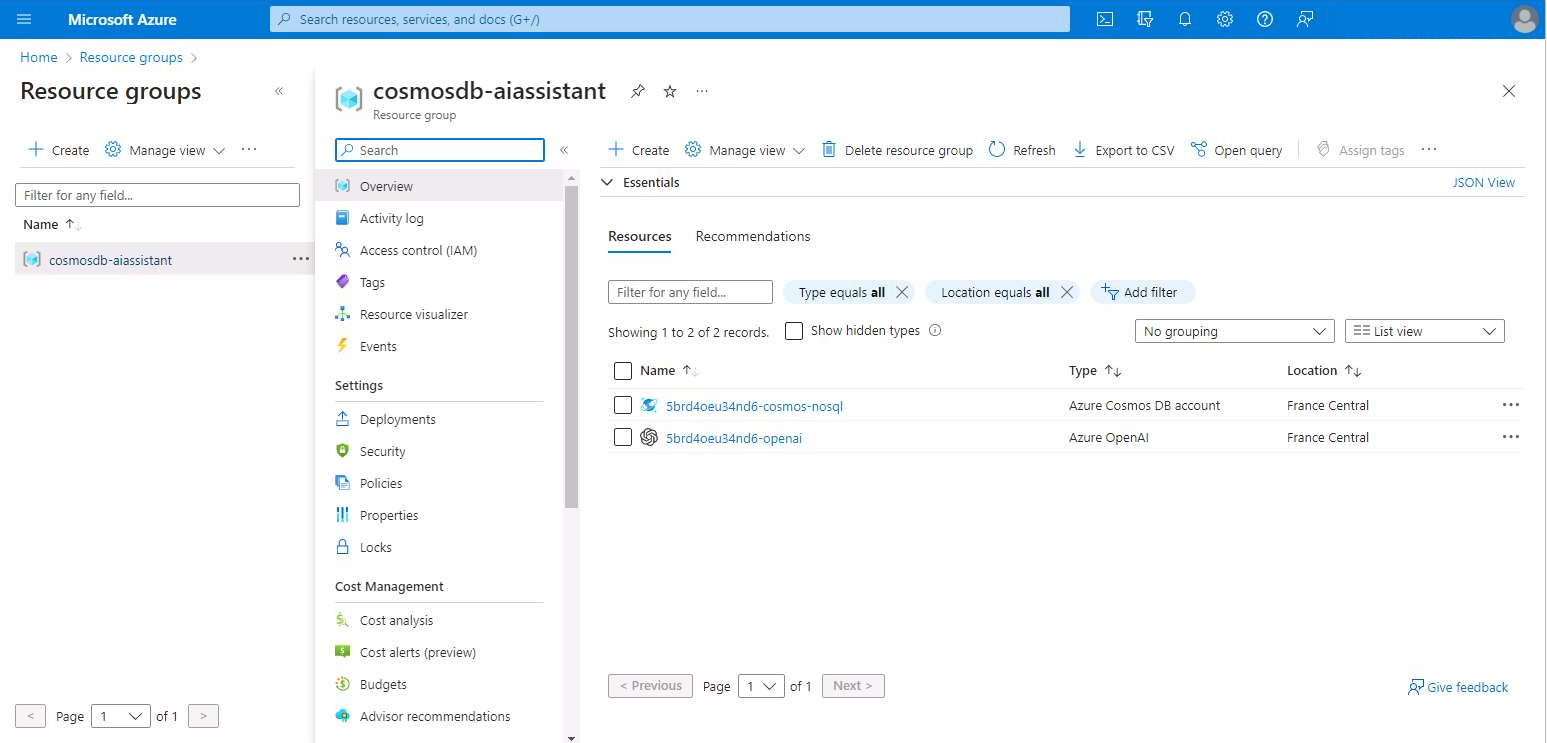 Microsoft Azure
Search resources, services, and docs (G+/)
Home > Resource groups >
Resource groups
«
Create Manage view ...
Filter for any field...
Name ↑↓
cosmosdb-aiassistant ...
Page 1 of 1
cosmosdb-aiassistant
Resource group
Search
«
Overview
Activity log
Access control (IAM)
Tags
Resource visualizer
Events
Settings
Deployments
Security
Policies
Properties
Locks
Cost Management
Cost analysis
Cost alerts (preview)
Budgets
Advisor recommendations
Create Manage view Delete resource group Refresh Export to CSV Open query Assign tags ...
Essentials JSON View
Resources Recommendations
Filter for any field... Type equals all Location equals all Add filter
Showing 1 to 2 of 2 records. Show hidden types No grouping List view
Name ↑↓ Type ↑↓ Location ↑↓
5brd4oeu34nd6-cosmos-nosql Azure Cosmos DB account France Central ...
5brd4oeu34nd6-openai Azure OpenAI France Central ...
< Previous Page 1 of 1 Next > Give feedback